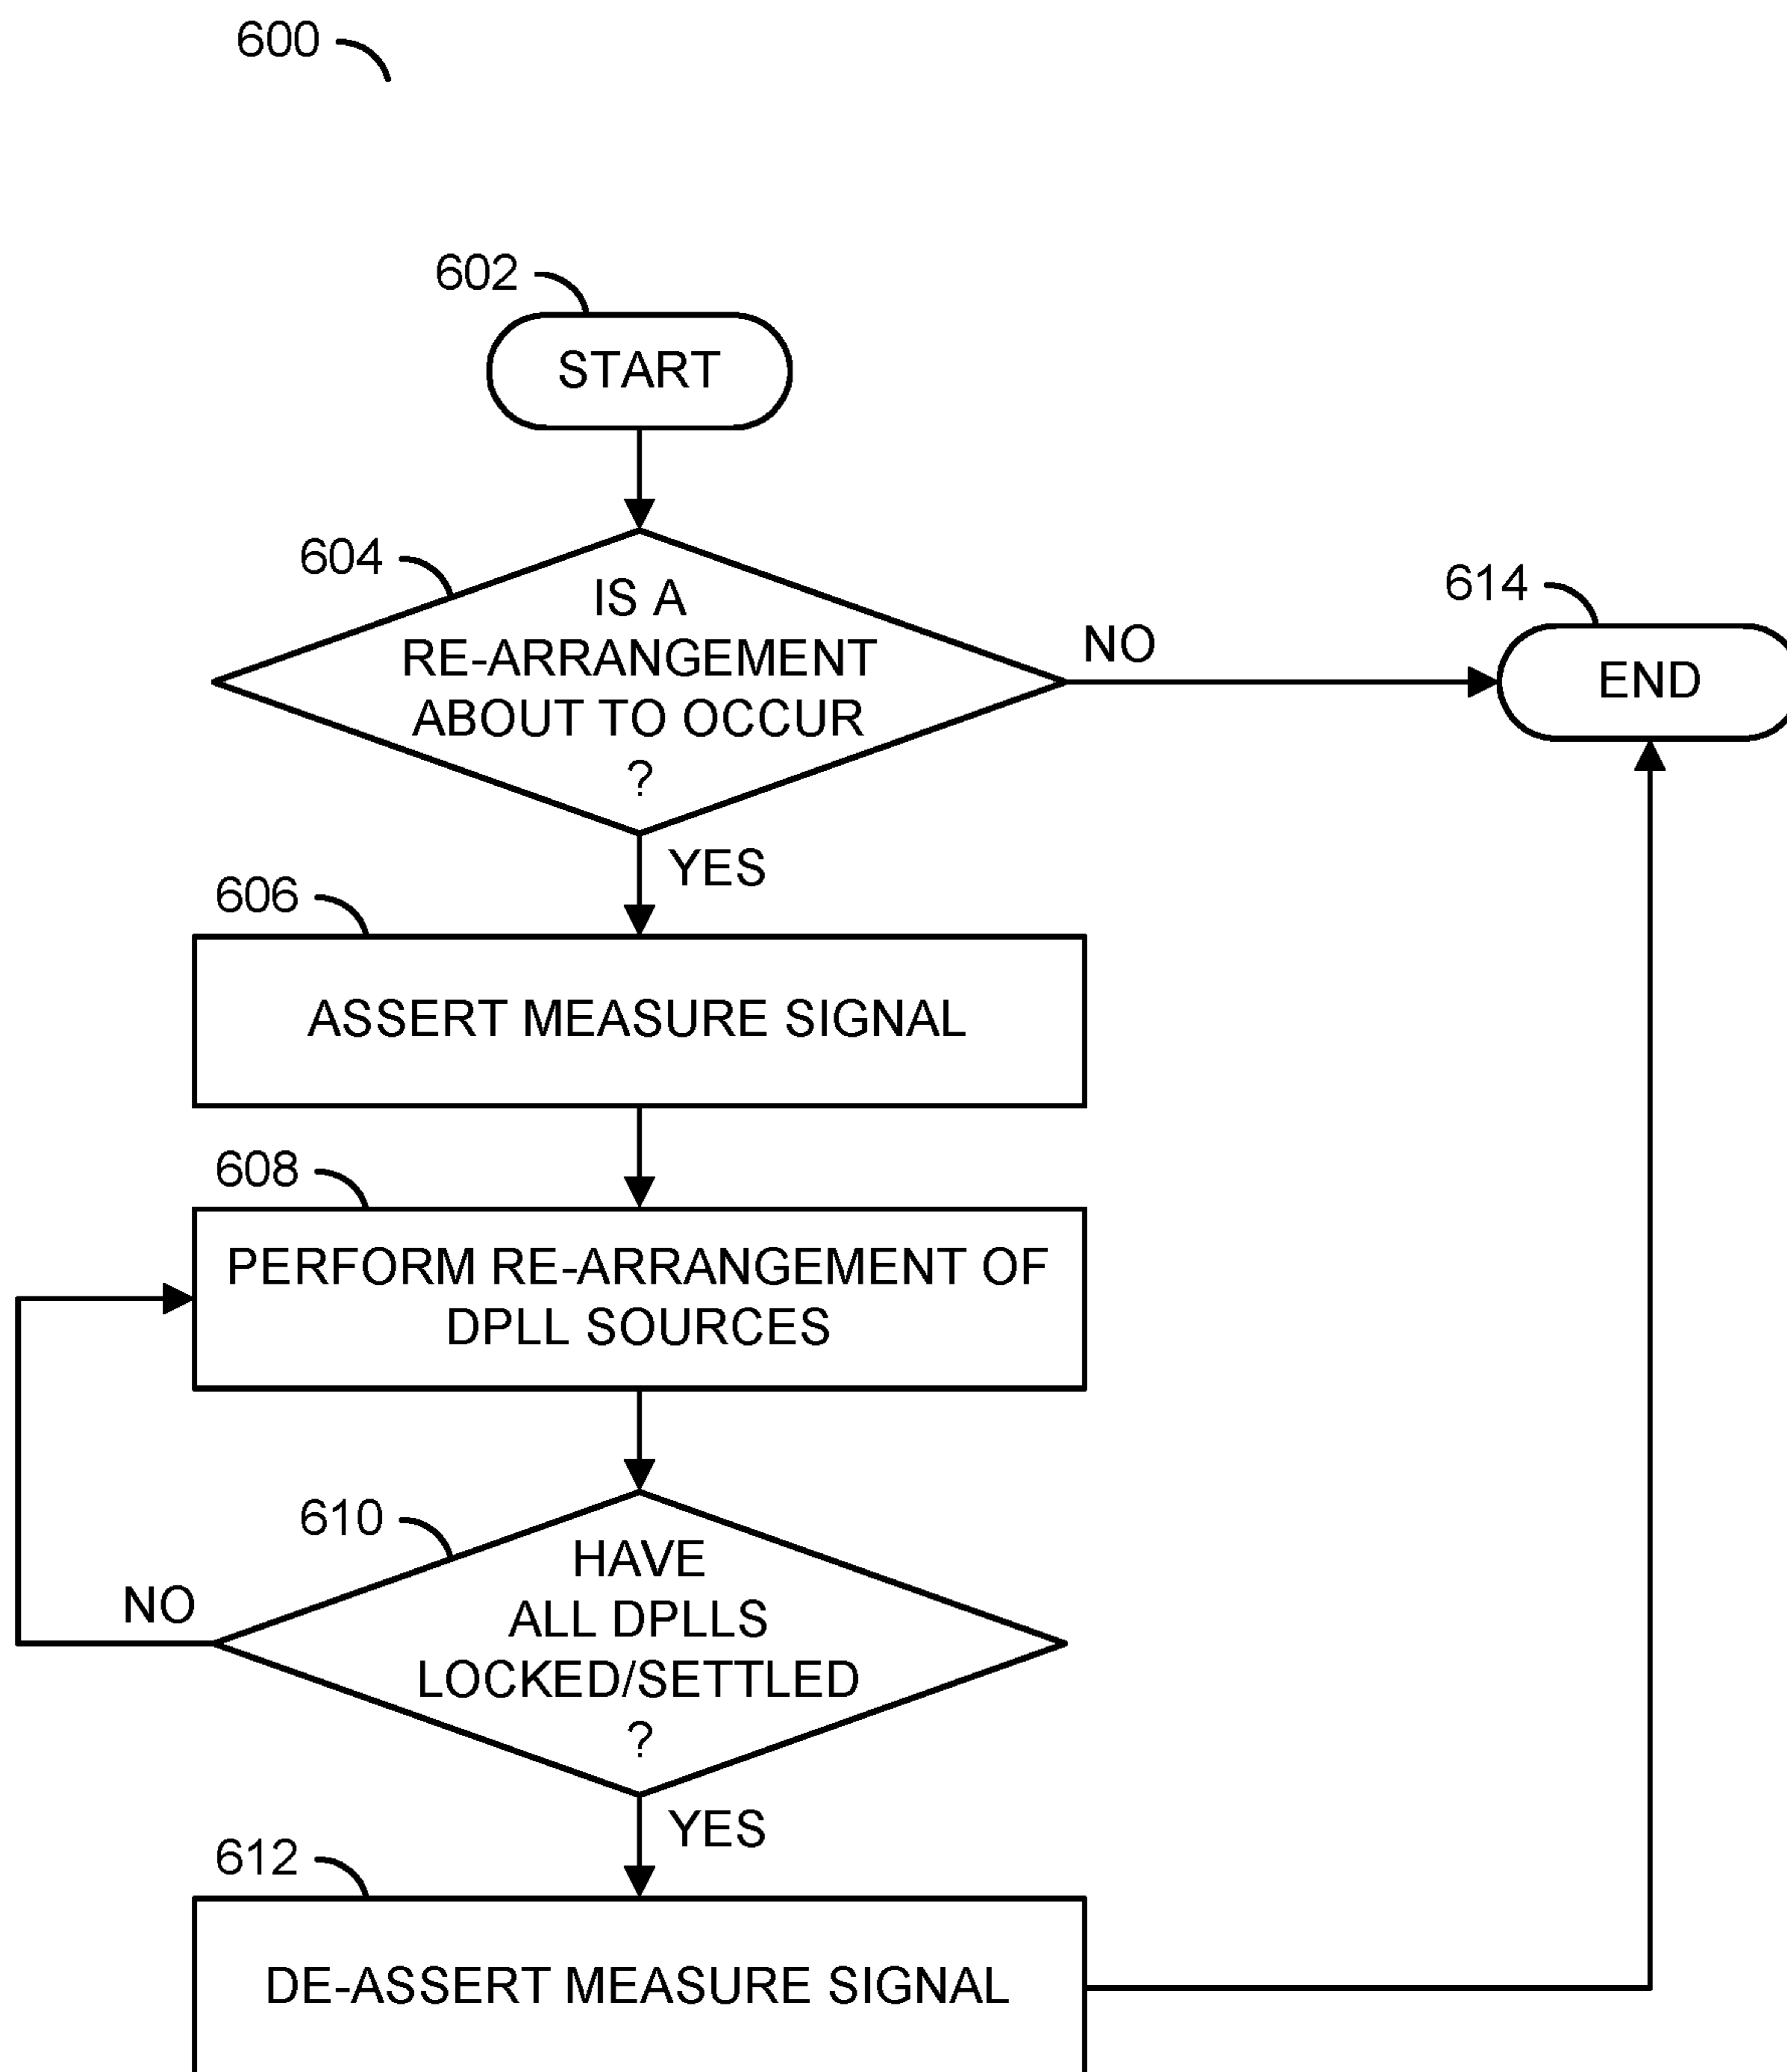 600
602
START
604
IS A
RE-ARRANGEMENT
ABOUT TO OCCUR
?
NO
614
END
YES
606
ASSERT MEASURE SIGNAL
608
PERFORM RE-ARRANGEMENT OF
DPLL SOURCES
610
HAVE
ALL DPLLS
LOCKED/SETTLED
?
NO
YES
612
DE-ASSERT MEASURE SIGNAL